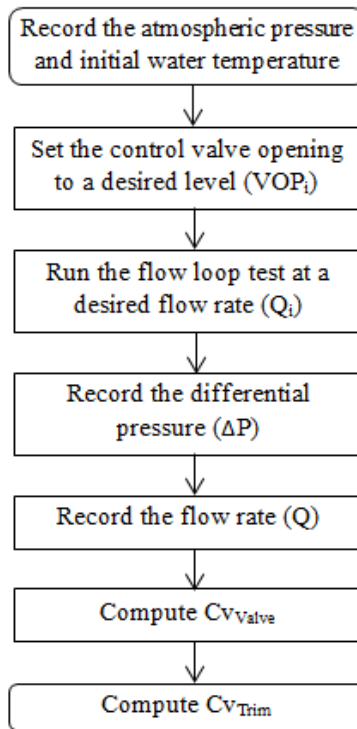 Record the atmospheric pressure
and initial water temperature
Set the control valve opening
to a desired level (VOPᵢ)
Run the flow loop test at a
desired flow rate (Qᵢ)
Record the differential
pressure (ΔP)
Record the flow rate (Q)
Compute Cv_Valve
Compute Cv_Trim